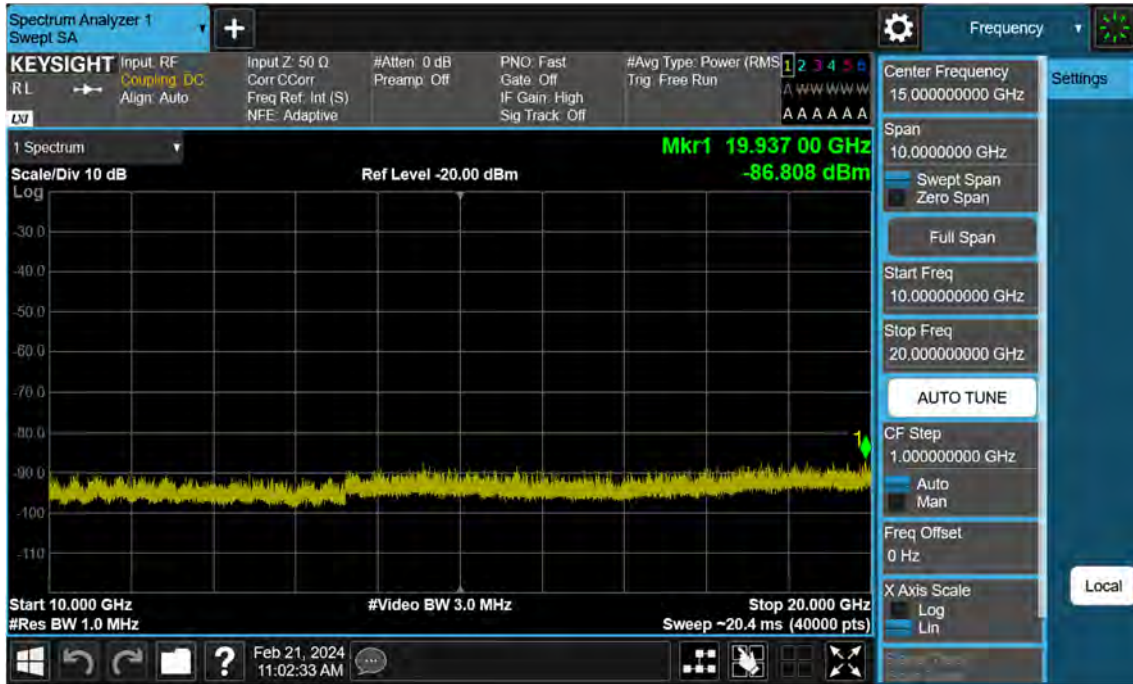 Spectrum Analyzer 1
Swept SA
Frequency
KEYSIGHT
RL
LXI
Input: RF
Coupling: DC
Align: Auto
Input Z: 50 Ω
Corr CCorr
Freq Ref: Int (S)
NFE: Adaptive
#Atten: 0 dB
Preamp: Off
PNO: Fast
Gate: Off
IF Gain: High
Sig Track: Off
#Avg Type: Power (RMS
Trig: Free Run
1 2 3 4 5 6
A W W W W W
A A A A A A
Center Frequency
15.000000000 GHz
Settings
1 Spectrum
Mkr1 19.937 00 GHz
-86.808 dBm
Scale/Div 10 dB
Ref Level -20.00 dBm
Log
-30.0
-40.0
-50.0
-60.0
-70.0
-80.0
-90.0
-100
-110
1
Start 10.000 GHz
#Video BW 3.0 MHz
Stop 20.000 GHz
#Res BW 1.0 MHz
Sweep ~20.4 ms (40000 pts)
Span
10.0000000 GHz
Swept Span
Zero Span
Full Span
Start Freq
10.000000000 GHz
Stop Freq
20.000000000 GHz
AUTO TUNE
CF Step
1.000000000 GHz
Auto
Man
Freq Offset
0 Hz
X Axis Scale
Log
Lin
Local
?
Feb 21, 2024
11:02:33 AM